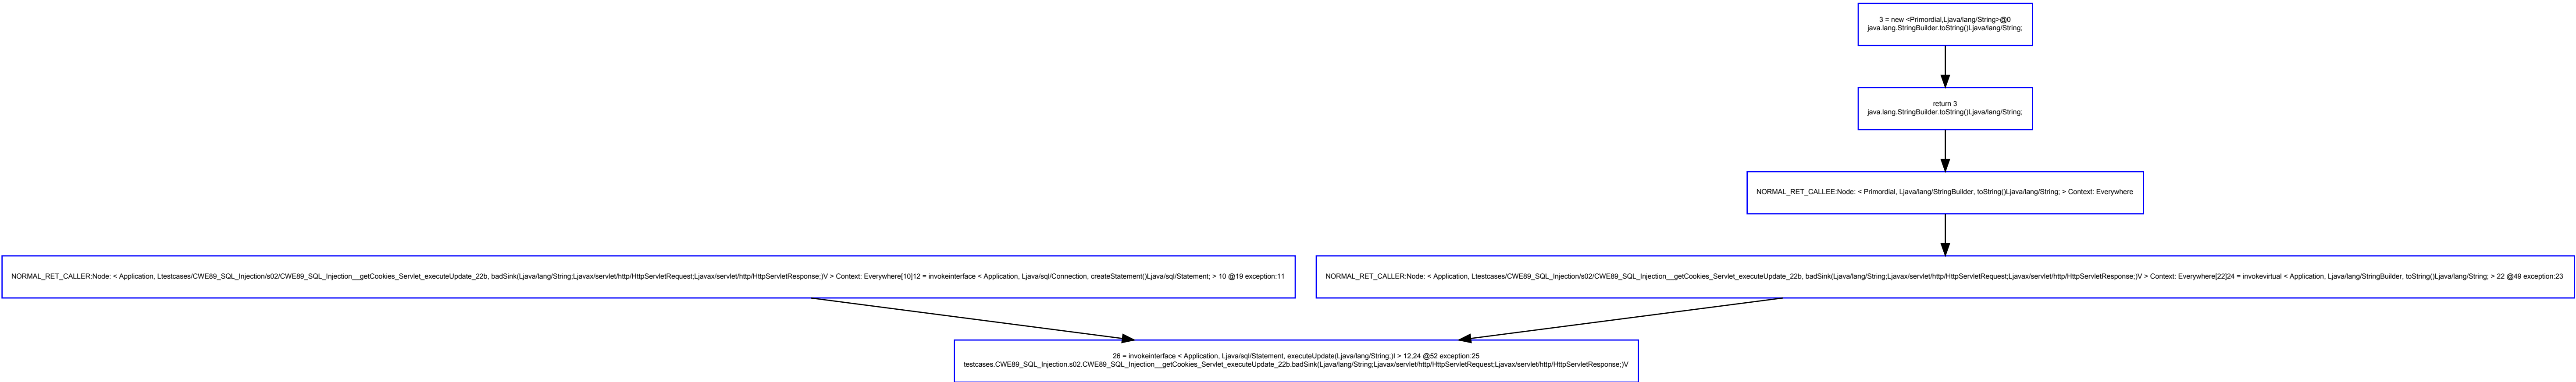 3 = new <Primordial,Ljava/lang/String>@0
java.lang.StringBuilder.toString()Ljava/lang/String;
return 3
java.lang.StringBuilder.toString()Ljava/lang/String;
NORMAL_RET_CALLEE:Node: < Primordial, Ljava/lang/StringBuilder, toString()Ljava/lang/String; > Context: Everywhere
NORMAL_RET_CALLER:Node: < Application, Ltestcases/CWE89_SQL_Injection/s02/CWE89_SQL_Injection__getCookies_Servlet_executeUpdate_22b, badSink(Ljava/lang/String;Ljavax/servlet/http/HttpServletRequest;Ljavax/servlet/http/HttpServletResponse;)V > Context: Everywhere[10]12 = invokeinterface < Application, Ljava/sql/Connection, createStatement()Ljava/sql/Statement; > 10 @19 exception:11
NORMAL_RET_CALLER:Node: < Application, Ltestcases/CWE89_SQL_Injection/s02/CWE89_SQL_Injection__getCookies_Servlet_executeUpdate_22b, badSink(Ljava/lang/String;Ljavax/servlet/http/HttpServletRequest;Ljavax/servlet/http/HttpServletResponse;)V > Context: Everywhere[22]24 = invokevirtual < Application, Ljava/lang/StringBuilder, toString()Ljava/lang/String; > 22 @49 exception:23
26 = invokeinterface < Application, Ljava/sql/Statement, executeUpdate(Ljava/lang/String;)I > 12,24 @52 exception:25
testcases.CWE89_SQL_Injection.s02.CWE89_SQL_Injection__getCookies_Servlet_executeUpdate_22b.badSink(Ljava/lang/String;Ljavax/servlet/http/HttpServletRequest;Ljavax/servlet/http/HttpServletResponse;)V